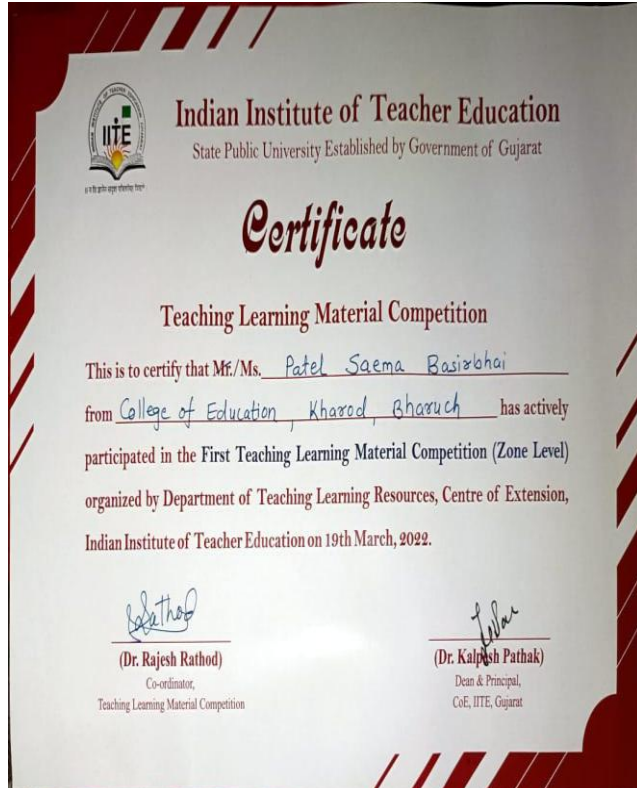 IITE
Indian Institute of Teacher Education
State Public University Established by Government of Gujarat
Certificate
Teaching Learning Material Competition
This is to certify that Mr./Ms. Patel Saema Basirbhai
from College of Education, Kharod, Bharuch has actively
participated in the First Teaching Learning Material Competition (Zone Level)
organized by Department of Teaching Learning Resources, Centre of Extension,
Indian Institute of Teacher Education on 19th March, 2022.
(Dr. Rajesh Rathod)
Co-ordinator,
Teaching Learning Material Competition
(Dr. Kalpesh Pathak)
Dean & Principal,
CoE, IITE, Gujarat